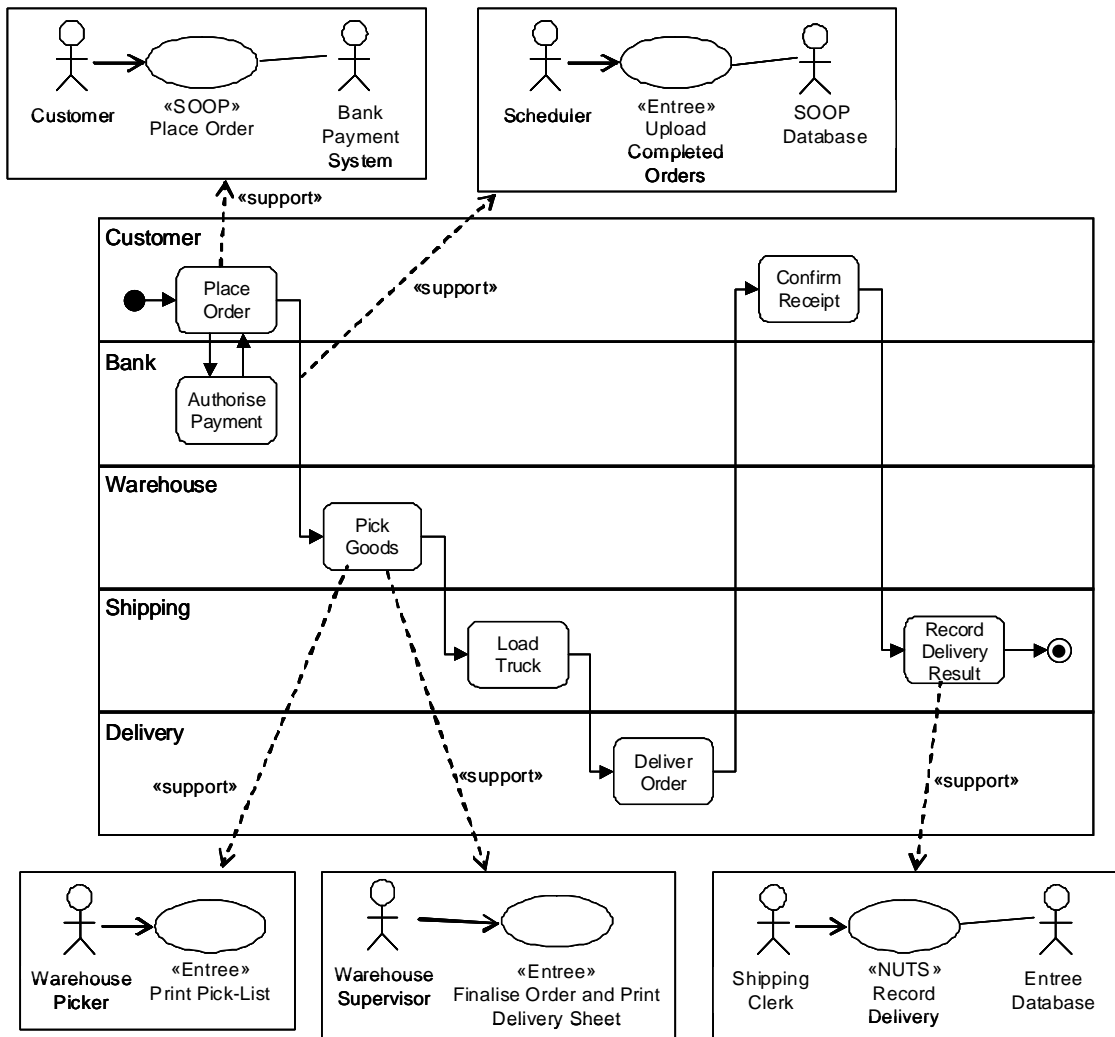 Customer
«SOOP»
Place Order
Bank
Payment
System
Scheduler
«Entree»
Upload
Completed
Orders
SOOP
Database
«support»
«support»
Customer
Place
Order
Confirm
Receipt
Bank
Authorise
Payment
Warehouse
Pick
Goods
Shipping
Load
Truck
Record
Delivery
Result
Delivery
Deliver
Order
«support»
«support»
«support»
Warehouse
Picker
«Entree»
Print Pick-List
Warehouse
Supervisor
«Entree»
Finalise Order and Print
Delivery Sheet
Shipping
Clerk
«NUTS»
Record
Delivery
Entree
Database